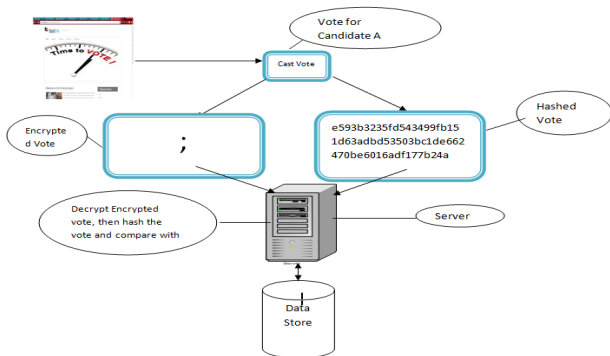 Vote for
Candidate A
Time to VOTE !
Cast Vote
Encrypte
d Vote
;
e593b3235fd543499fb15
1d63adbd53503bc1de662
470be6016adf177b24a
Hashed
Vote
Decrypt Encrypted
vote, then hash the
vote and compare with
Server
Data
Store